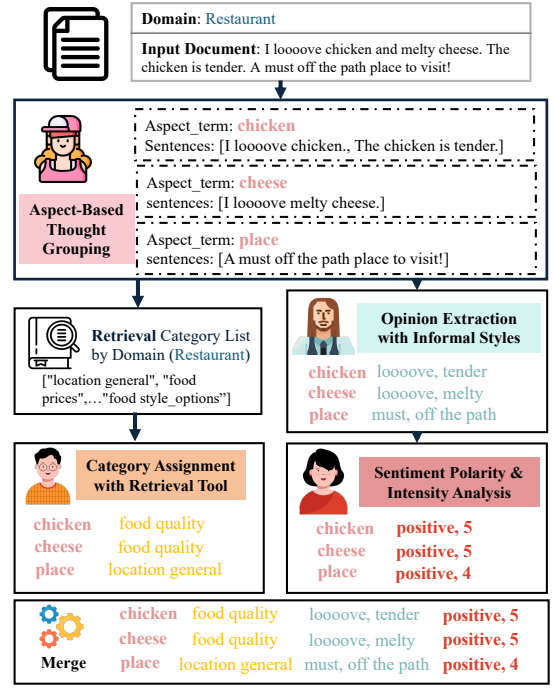 Domain: Restaurant
Input Document: I loooove chicken and melty cheese. The
chicken is tender. A must off the path place to visit!
Aspect_term: chicken
Sentences: [I loooove chicken., The chicken is tender.]
Aspect_term: cheese
sentences: [I loooove melty cheese.]
Aspect_term: place
sentences: [A must off the path place to visit!]
Aspect-Based
Thought
Grouping
Retrieval Category List
by Domain (Restaurant)
["location general", "food
prices",…"food style_options”]
Opinion Extraction
with Informal Styles
chicken loooove, tender
cheese loooove, melty
place must, off the path
Category Assignment
with Retrieval Tool
chicken food quality
cheese food quality
place location general
Sentiment Polarity &
Intensity Analysis
chicken positive, 5
cheese positive, 5
place positive, 4
Merge
chicken food quality loooove, tender positive, 5
cheese food quality loooove, melty positive, 5
place location general must, off the path positive, 4